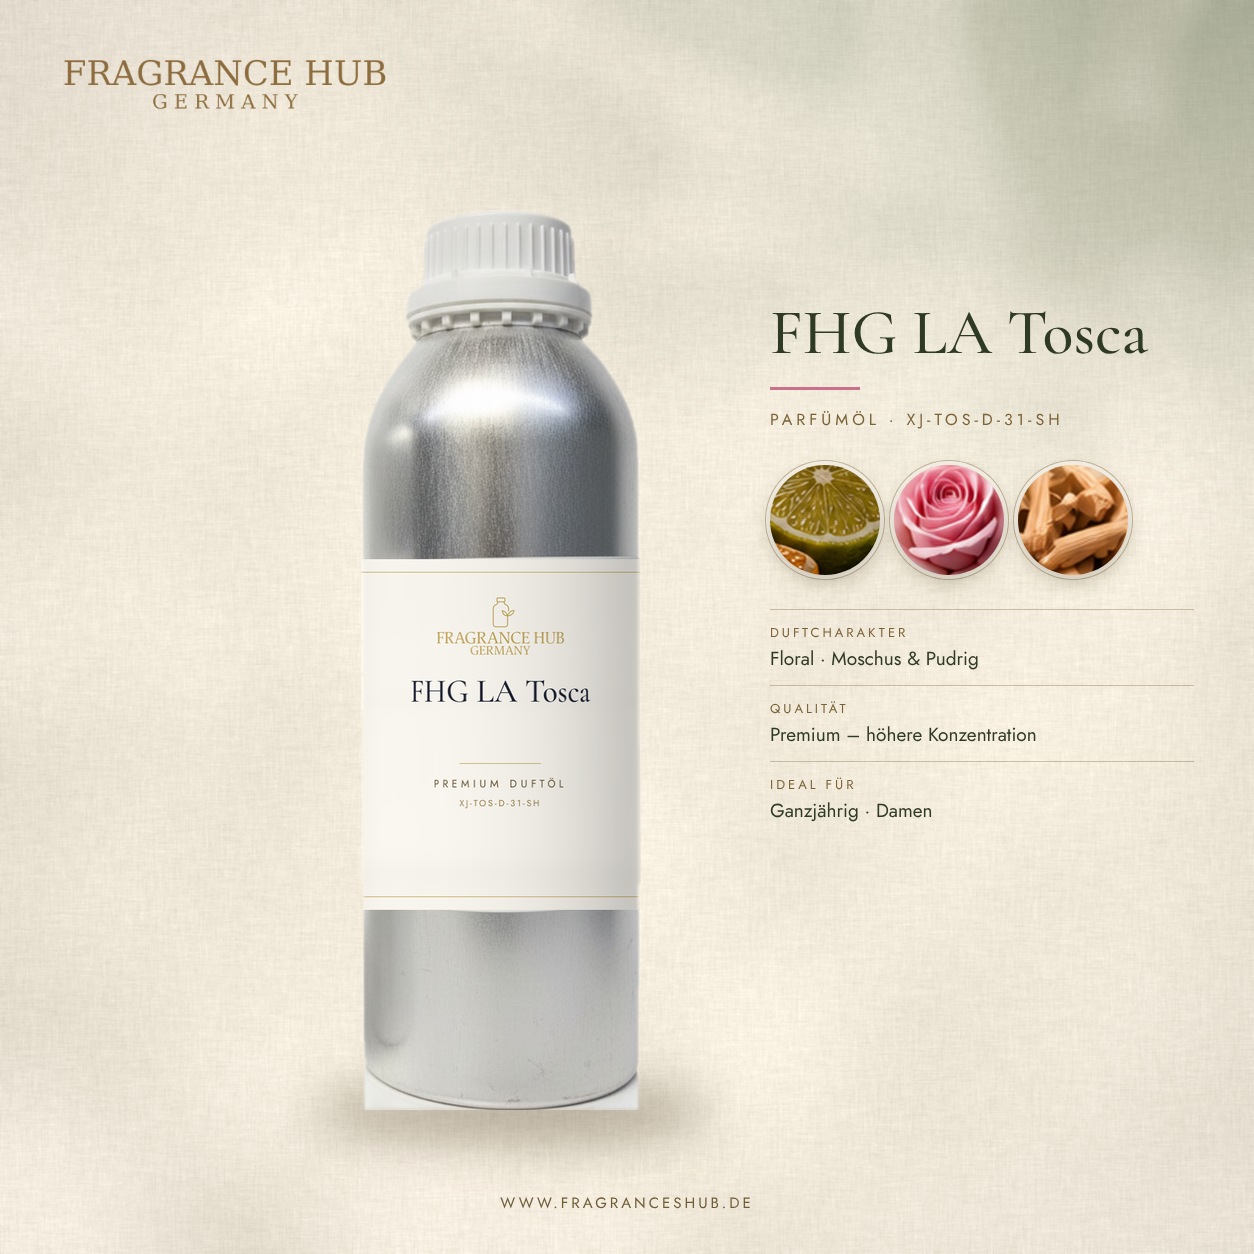 FRAGRANCE HUB
GERMANY
FHG LA Tosca
PARFÜMÖL · XJ-TOS-D-31-SH
DUFTCHARAKTER
Floral · Moschus & Pudrig
QUALITÄT
Premium – höhere Konzentration
IDEAL FÜR
Ganzjährig · Damen
FRAGRANCE HUB
GERMANY
FHG LA Tosca
PREMIUM DUFTÖL
XJ-TOS-D-31-SH
WWW.FRAGRANCESHUB.DE